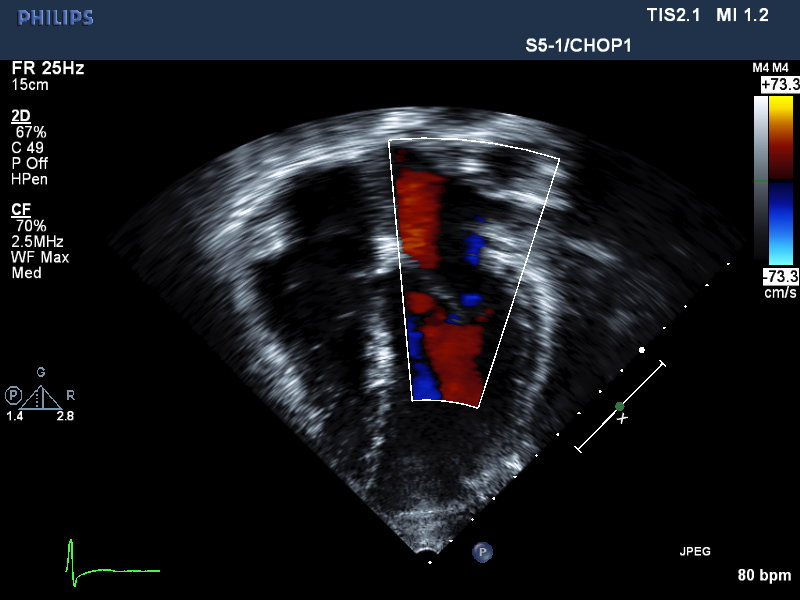 PHILIPS
TIS2.1 MI 1.2
S5-1/CHOP1
FR 25Hz
15cm
2D
67%
C 49
P Off
HPen
CF
70%
2.5MHz
WF Max
Med
M4 M4
+73.3
-73.3
cm/s
G
P R
1.4 2.8
x
P
JPEG
80 bpm